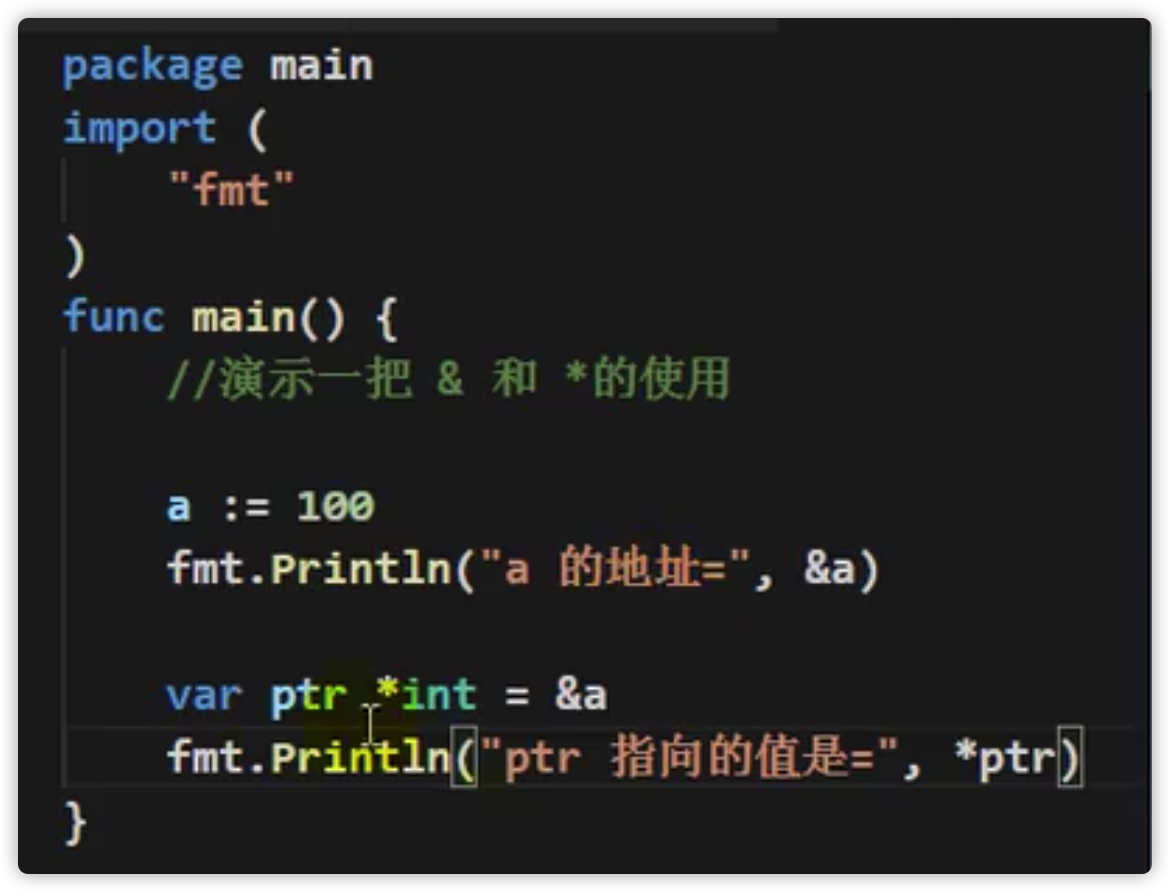 package main
import (
    "fmt"
)
func main() {
    //演示一把 & 和 *的使用
    a := 100
    fmt.Println("a 的地址=", &a)
    var ptr *int = &a
    fmt.Println("ptr 指向的值是=", *ptr)
}